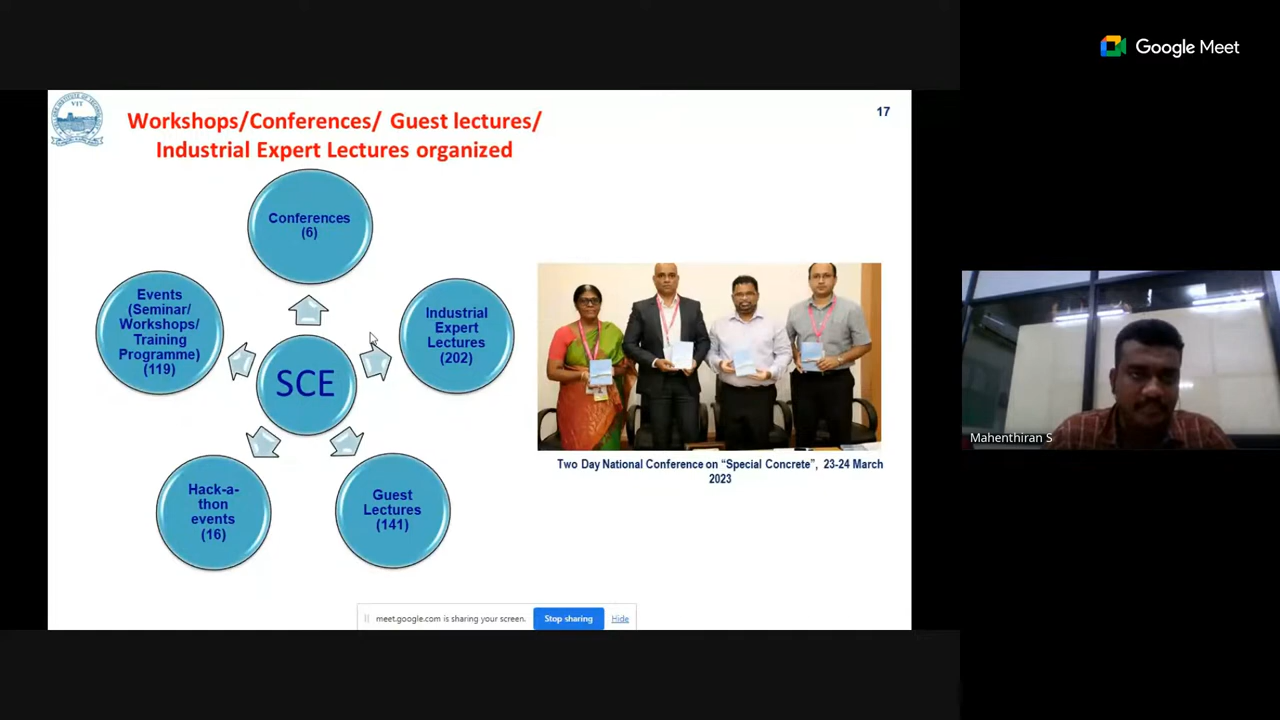 Google Meet
VIT
Workshops/Conferences/ Guest lectures/
Industrial Expert Lectures organized
17
Conferences
(6)
Events
(Seminar/
Workshops/
Training
Programme)
(119)
Industrial
Expert
Lectures
(202)
SCE
Hack-a-
thon
events
(16)
Guest
Lectures
(141)
Two Day National Conference on “Special Concrete”, 23-24 March
2023
Mahenthiran S
meet.google.com is sharing your screen.
Stop sharing
Hide